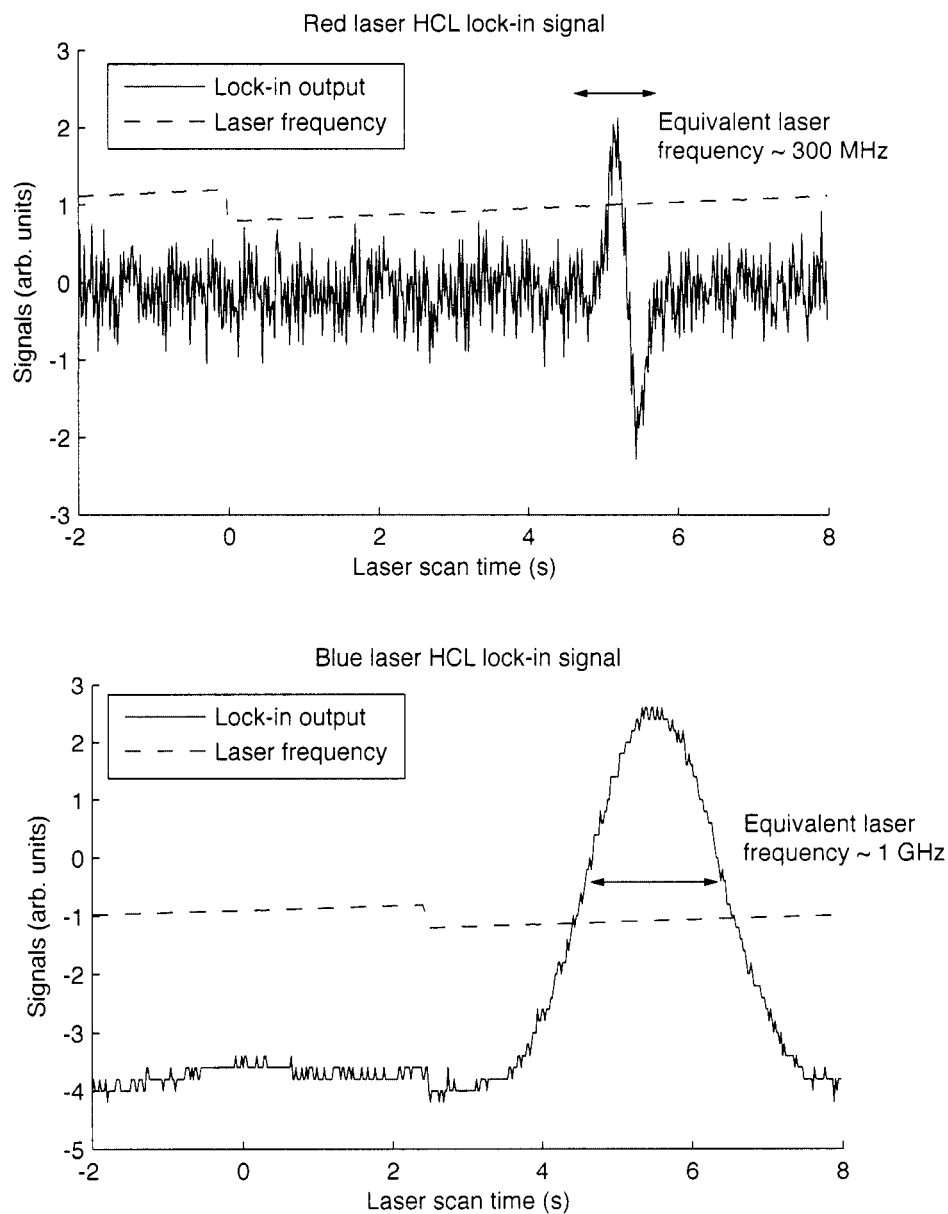 Red laser HCL lock-in signal
3
2
1
0
-1
-2
-3
Signals (arb. units)
Lock-in output
Laser frequency
Equivalent laser
frequency ~ 300 MHz
-2
0
2
4
6
8
Laser scan time (s)
Blue laser HCL lock-in signal
3
2
1
0
-1
-2
-3
-4
-5
Signals (arb. units)
Lock-in output
Laser frequency
Equivalent laser
frequency ~ 1 GHz
-2
0
2
4
6
8
Laser scan time (s)